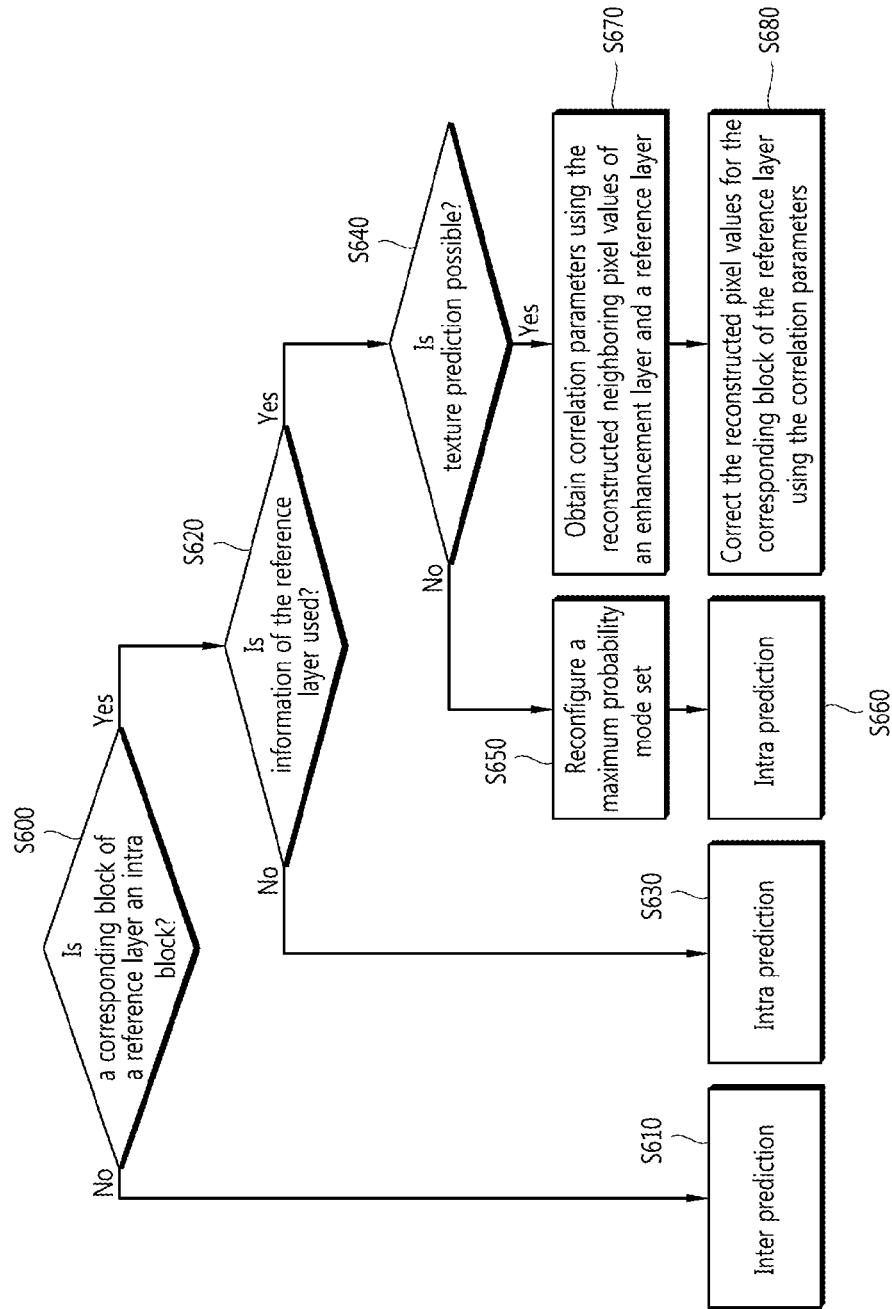 S600
Is
a corresponding block of
a reference layer an intra
block?
No
Yes
S620
Is
information of the reference
layer used?
No
Yes
S640
Is
texture prediction possible?
No
Yes
S610
Inter prediction
S630
Intra prediction
S650
Reconfigure a
maximum probability
mode set
Intra prediction
S660
S670
Obtain correlation parameters using the
reconstructed neighboring pixel values of
an enhancement layer and a reference layer
S680
Correct the reconstructed pixel values for the
corresponding block of the reference layer
using the correlation parameters